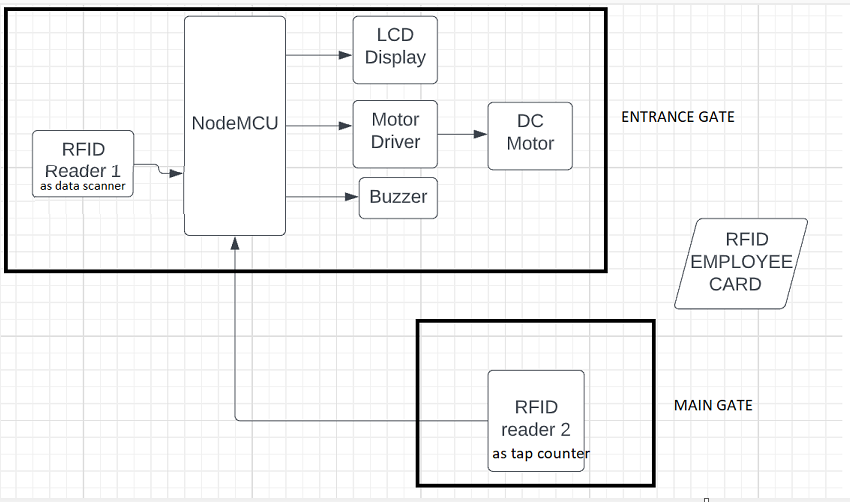 LCD
Display
NodeMCU
Motor
Driver
DC
Motor
ENTRANCE GATE
RFID
Reader 1
as data scanner
Buzzer
RFID
EMPLOYEE
CARD
RFID
reader 2
as tap counter
MAIN GATE